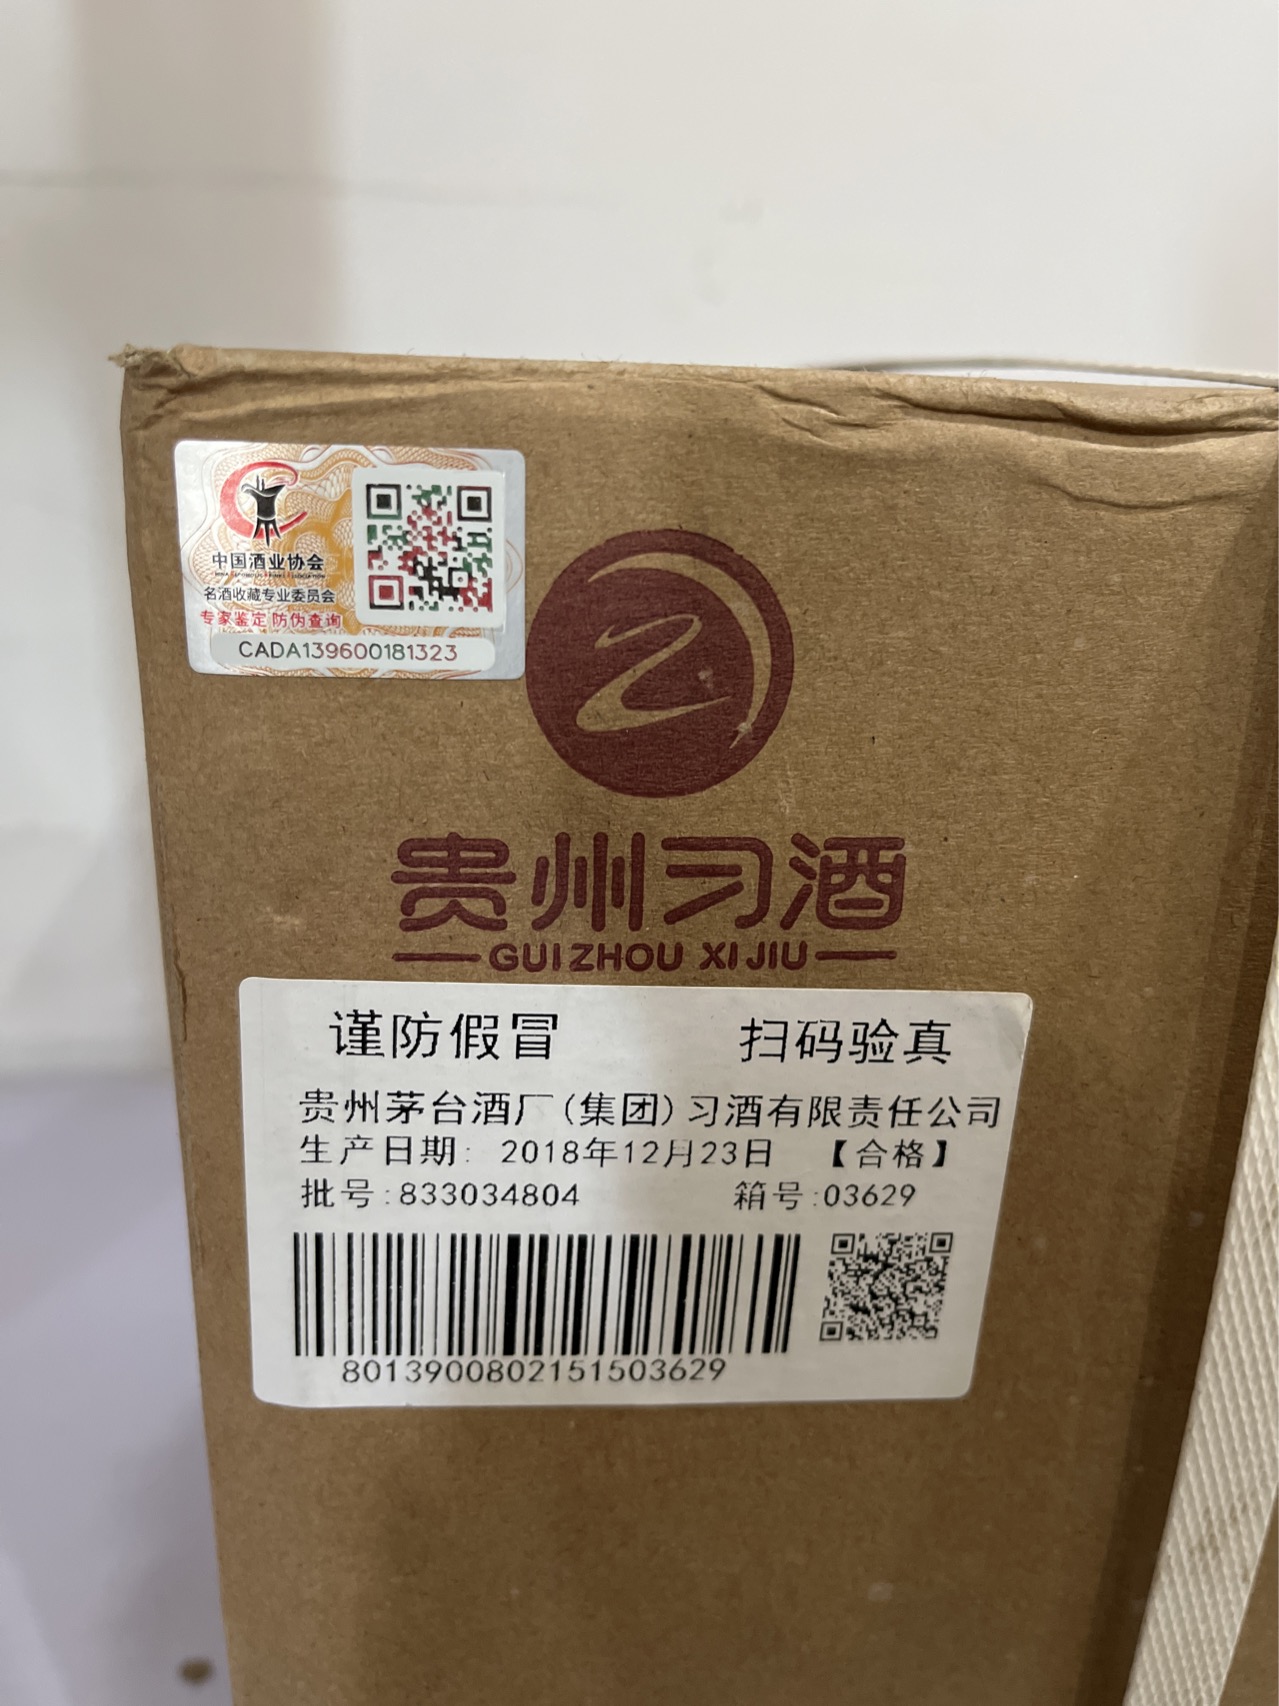 中国酒业协会
名酒收藏专业委员会
专家鉴定 防伪查询
CADA139600181323
贵州习酒
GUIZHOU XIJIU
谨防假冒 扫码验真
贵州茅台酒厂(集团)习酒有限责任公司
生产日期: 2018年12月23日 【合格】
批号:833034804 箱号:03629
8013900802151503629